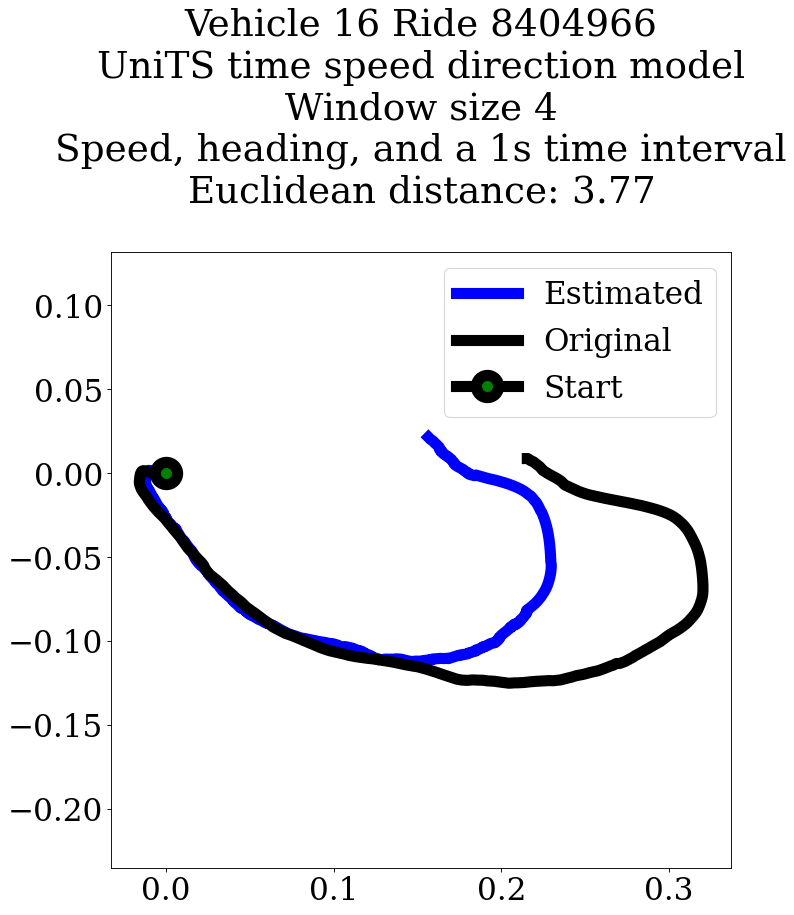 Vehicle 16 Ride 8404966
UniTS time speed direction model
Window size 4
Speed, heading, and a 1s time interval
Euclidean distance: 3.77
Estimated
Original
Start
0.10
0.05
0.00
−0.05
−0.10
−0.15
−0.20
0.0 0.1 0.2 0.3